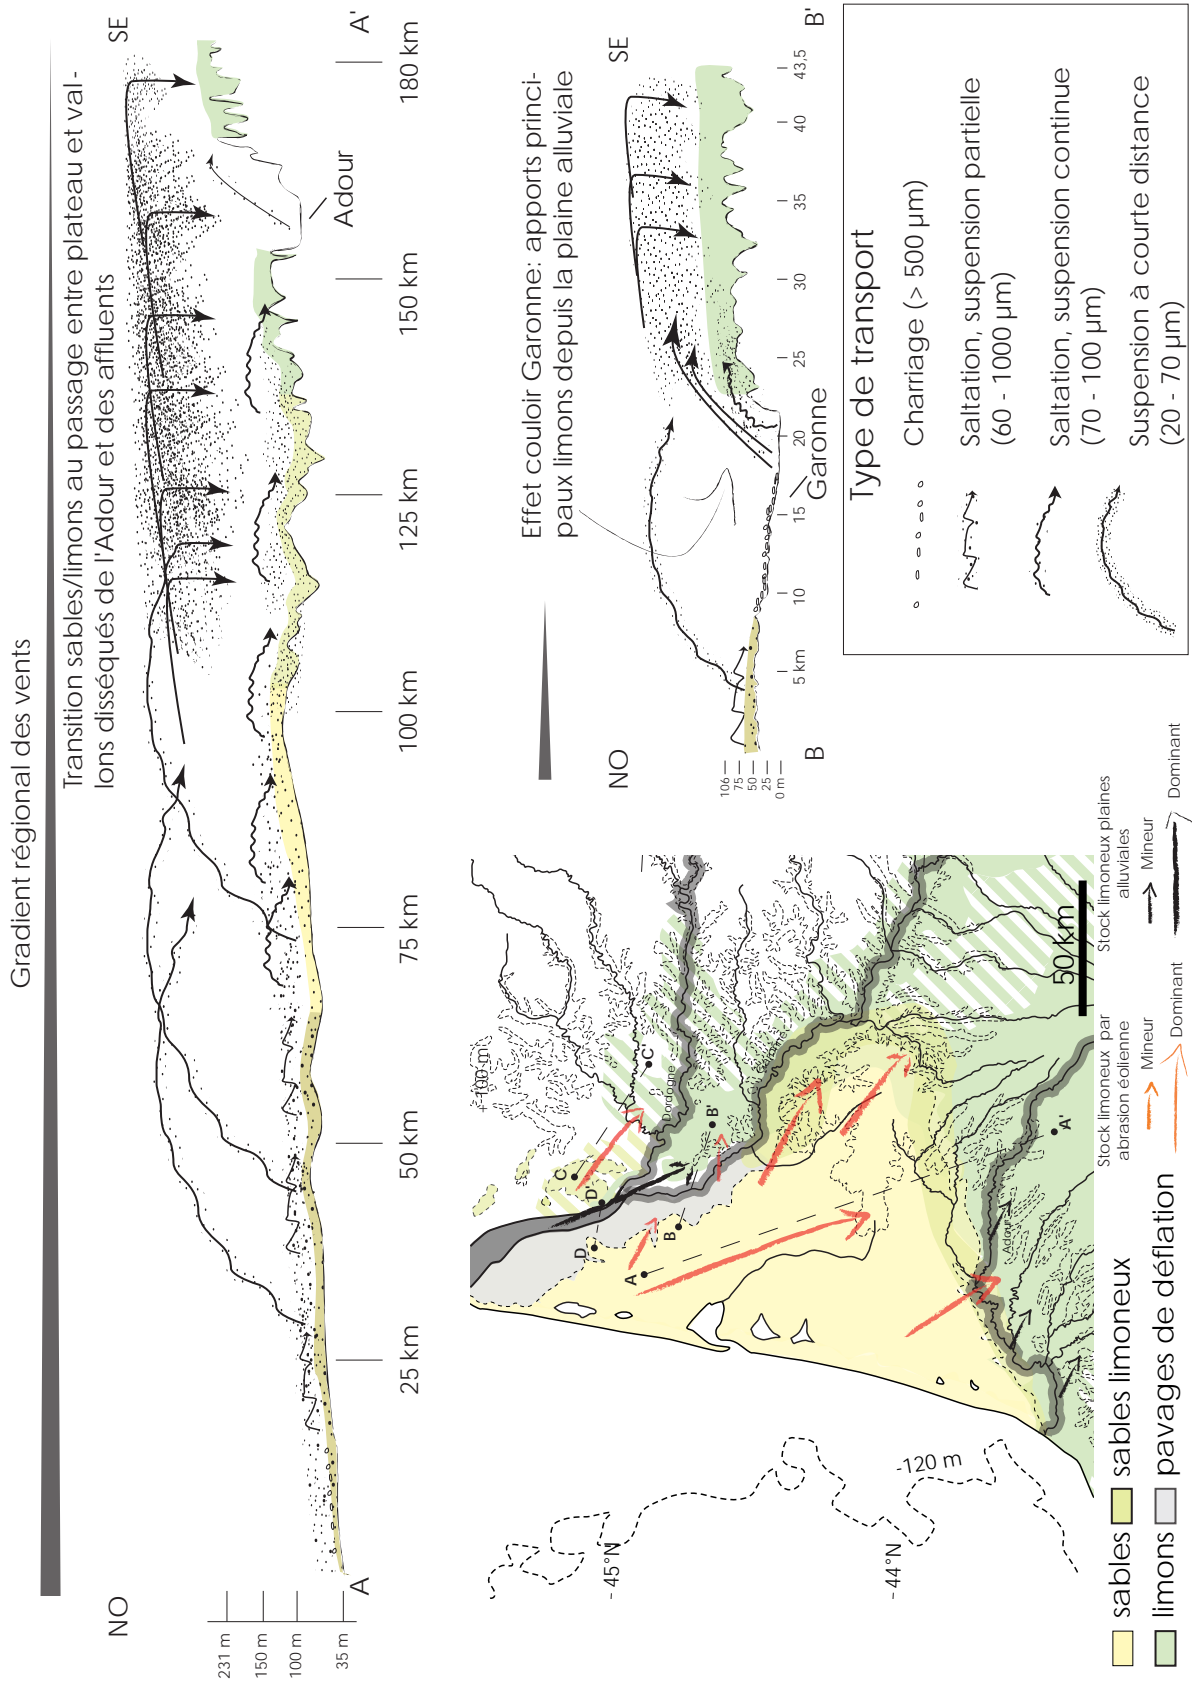 Gradient régional des vents
Transition sables/limons au passage entre plateau et val-
lons disséqués de l'Adour et des affluents
NO
SE
231 m
150 m
100 m
35 m
A
A'
25 km
50 km
75 km
100 km
125 km
150 km
180 km
Adour
Effet couloir Garonne: apports princi-
paux limons depuis la plaine alluviale
NO
SE
106
75
50
25
0 m
B
B'
5 km
10
15
20
25
30
35
40
43,5
Garonne
Type de transport
Charriage (> 500 µm)
Saltation, suspension partielle
(60 - 1000 µm)
Saltation, suspension continue
(70 - 100 µm)
Suspension à courte distance
(20 - 70 µm)
-45°N
-44°N
-120 m
-100 m
A
A'
B
B'
C
C'
D
D'
Dordogne
Adour
50 km
sables
sables limoneux
limons
pavages de déflation
Stock limoneux par
abrasion éolienne
Mineur
Dominant
Stock limoneux plaines
alluviales
Mineur
Dominant